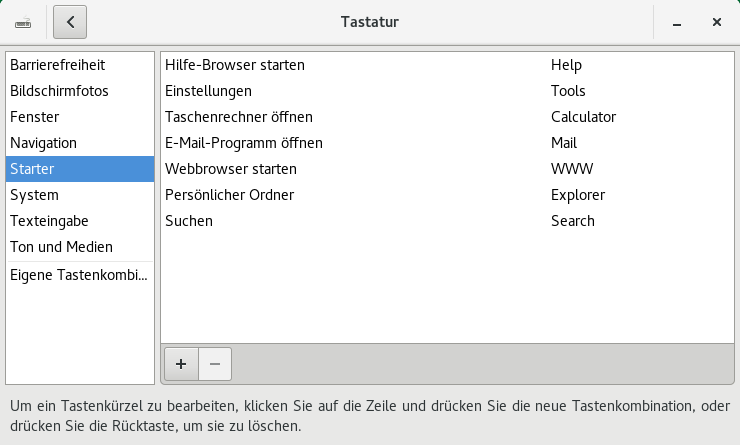 Tastatur
Barrierefreiheit
Bildschirmfotos
Fenster
Navigation
Starter
System
Texteingabe
Ton und Medien
Eigene Tastenkombi...
Hilfe-Browser starten Help
Einstellungen Tools
Taschenrechner öffnen Calculator
E-Mail-Programm öffnen Mail
Webbrowser starten WWW
Persönlicher Ordner Explorer
Suchen Search
Um ein Tastenkürzel zu bearbeiten, klicken Sie auf die Zeile und drücken Sie die neue Tastenkombination, oder
drücken Sie die Rücktaste, um sie zu löschen.